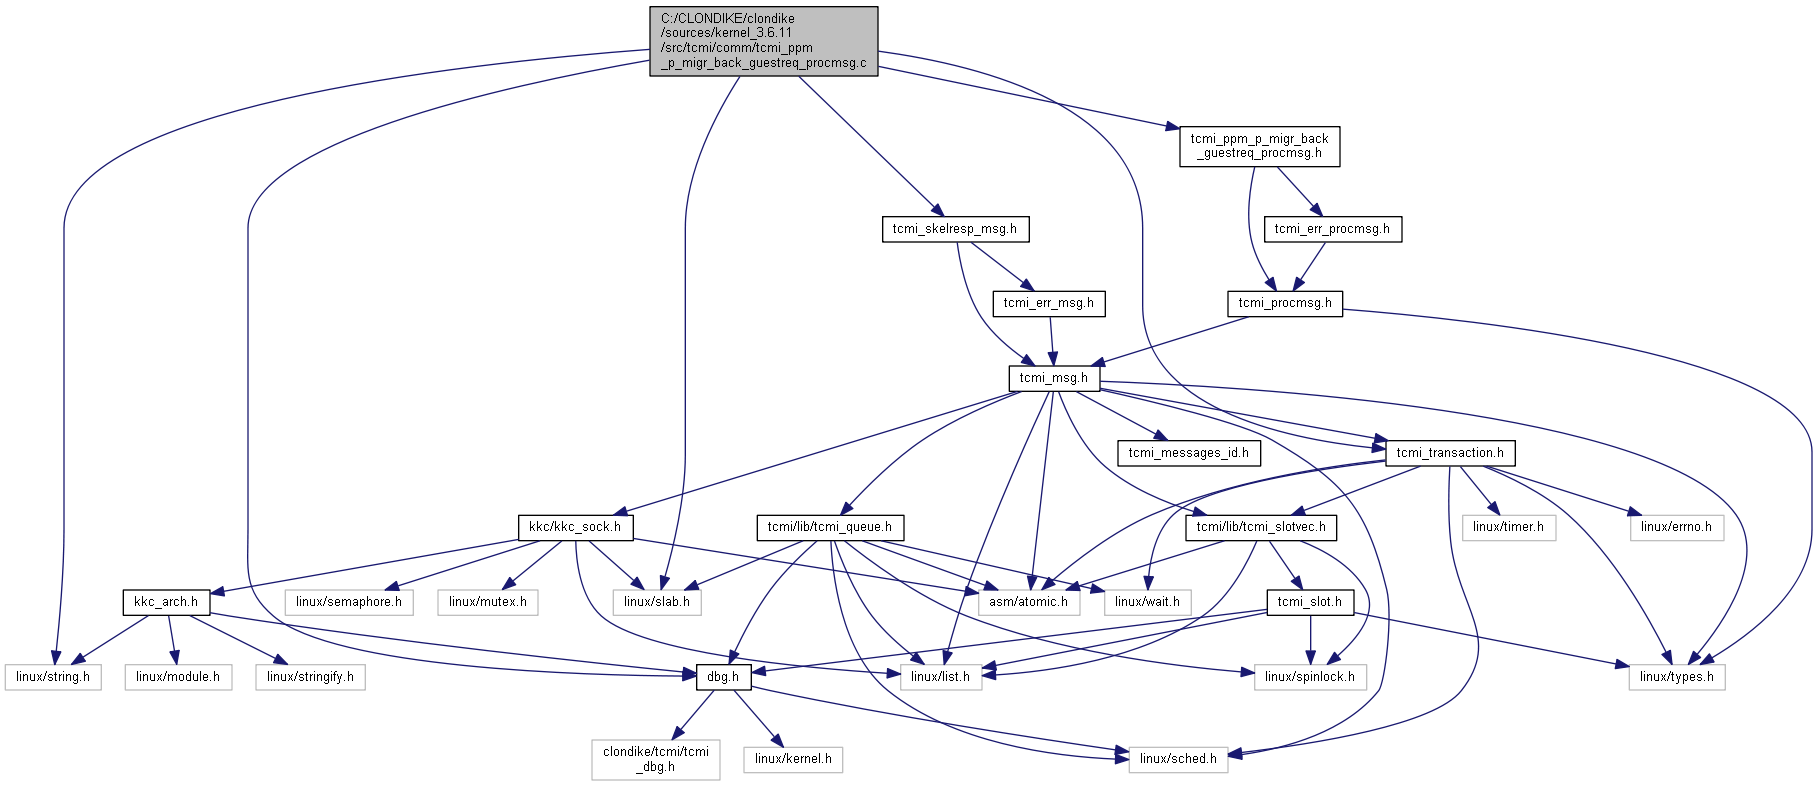 C:/CLONDIKE/clondike
/sources/kernel_3.6.11
/src/tcmi/comm/tcmi_ppm
_p_migr_back_guestreq_procmsg.c
tcmi_ppm_p_migr_back
_guestreq_procmsg.h
tcmi_skelresp_msg.h
tcmi_err_procmsg.h
tcmi_err_msg.h
tcmi_procmsg.h
tcmi_msg.h
tcmi_messages_id.h
tcmi_transaction.h
kkc/kkc_sock.h
tcmi/lib/tcmi_queue.h
tcmi/lib/tcmi_slotvec.h
linux/timer.h
linux/errno.h
kkc_arch.h
linux/semaphore.h
linux/mutex.h
linux/slab.h
asm/atomic.h
linux/wait.h
tcmi_slot.h
linux/string.h
linux/module.h
linux/stringify.h
dbg.h
linux/list.h
linux/spinlock.h
linux/types.h
clondike/tcmi/tcmi
_dbg.h
linux/kernel.h
linux/sched.h